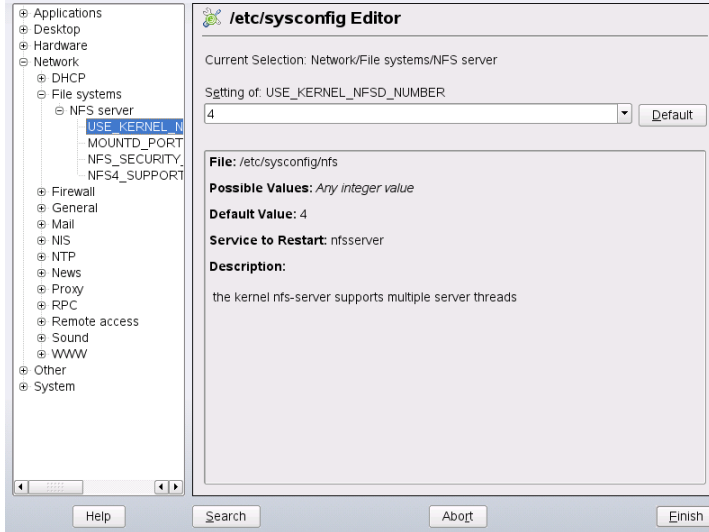 Applications
Desktop
Hardware
Network
DHCP
File systems
NFS server
USE_KERNEL_N
MOUNTD_PORT
NFS_SECURITY_
NFS4_SUPPORT
Firewall
General
Mail
NIS
NTP
News
Proxy
RPC
Remote access
Sound
WWW
Other
System
/etc/sysconfig Editor
Current Selection: Network/File systems/NFS server
Setting of: USE_KERNEL_NFSD_NUMBER
4
Default
File: /etc/sysconfig/nfs
Possible Values: Any integer value
Default Value: 4
Service to Restart: nfsserver
Description:
the kernel nfs-server supports multiple server threads
Help
Search
Abort
Finish